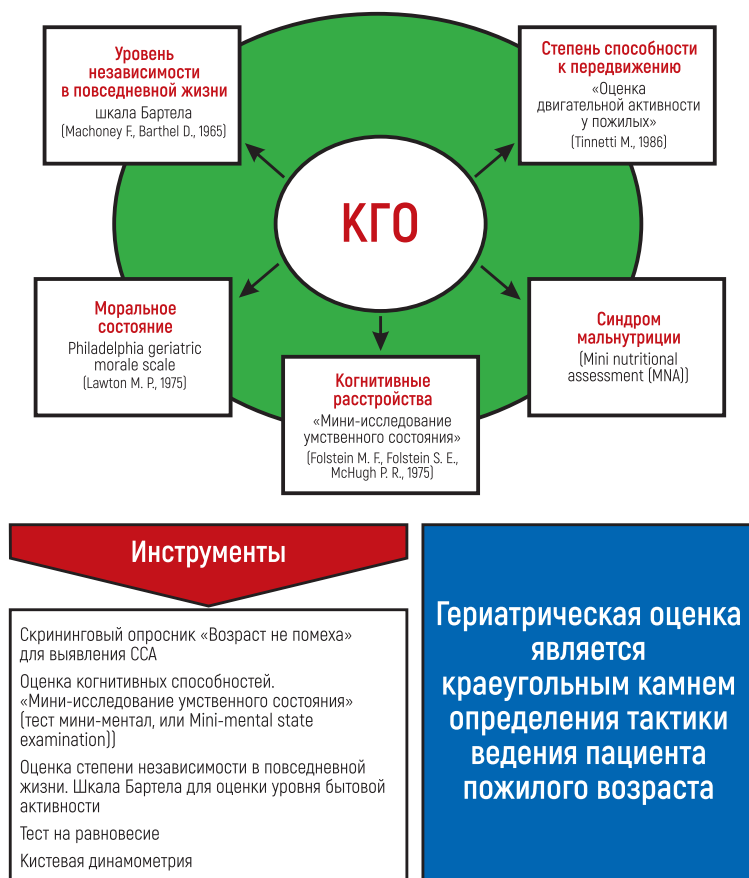 Уровень
независимости
в повседневной жизни
шкала Бартела
(Machoney F., Barthel D., 1965)
Степень способности
к передвижению
«Оценка
двигательной активности
у пожилых»
(Tinnetti M., 1986)
КГО
Моральное
состояние
Philadelphia geriatric
morale scale
(Lawton M. P., 1975)
Когнитивные
расстройства
«Мини-исследование
умственного состояния»
(Folstein M. F., Folstein S. E.,
McHugh P. R., 1975)
Синдром
мальнутриции
(Mini nutritional
assessment (MNA))
Инструменты
Скрининговый опросник «Возраст не помеха»
для выявления ССА
Оценка когнитивных способностей.
«Мини-исследование умственного состояния»
(тест мини-ментал, или Mini-mental state
examination))
Оценка степени независимости в повседневной
жизни. Шкала Бартела для оценки уровня бытовой
активности
Тест на равновесие
Кистевая динамометрия
Гериатрическая оценка
является
краеугольным камнем
определения тактики
ведения пациента
пожилого возраста